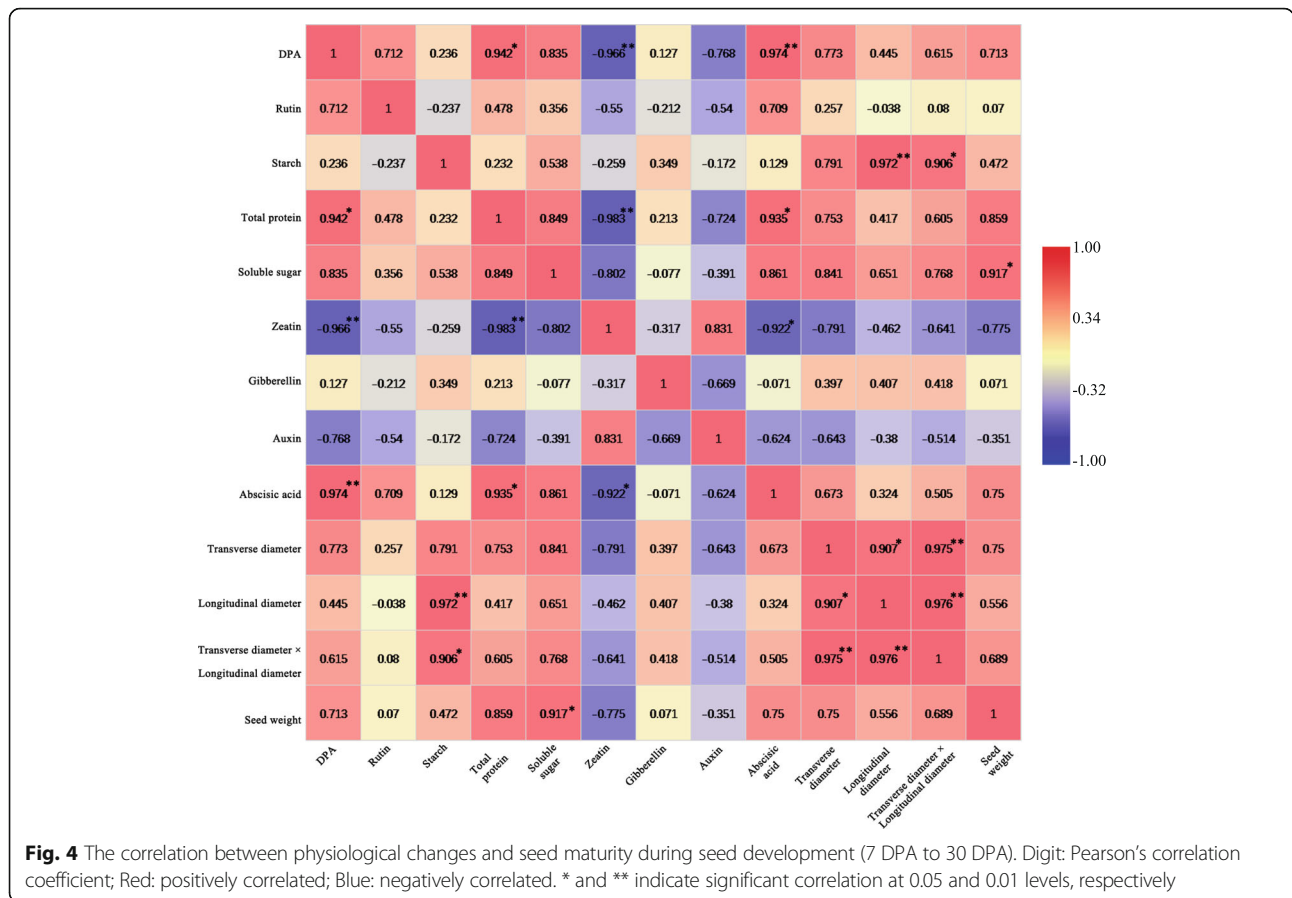 DPA 1 0.712 0.236 0.942* 0.835 -0.966** 0.127 -0.768 0.974** 0.773 0.445 0.615 0.713
Rutin 0.712 1 -0.237 0.478 0.356 -0.55 -0.212 -0.54 0.709 0.257 -0.038 0.08 0.07
Starch 0.236 -0.237 1 0.232 0.538 -0.259 0.349 -0.172 0.129 0.791 0.972** 0.906* 0.472
Total protein 0.942* 0.478 0.232 1 0.849 -0.983** 0.213 -0.724 0.935* 0.753 0.417 0.605 0.859
Soluble sugar 0.835 0.356 0.538 0.849 1 -0.802 -0.077 -0.391 0.861 0.841 0.651 0.768 0.917*
Zeatin -0.966** -0.55 -0.259 -0.983** -0.802 1 -0.317 0.831 -0.922* -0.791 -0.462 -0.641 -0.775
Gibberellin 0.127 -0.212 0.349 0.213 -0.077 -0.317 1 -0.669 -0.071 0.397 0.407 0.418 0.071
Auxin -0.768 -0.54 -0.172 -0.724 -0.391 0.831 -0.669 1 -0.624 -0.643 -0.38 -0.514 -0.351
Abscisic acid 0.974** 0.709 0.129 0.935* 0.861 -0.922* -0.071 -0.624 1 0.673 0.324 0.505 0.75
Transverse diameter 0.773 0.257 0.791 0.753 0.841 -0.791 0.397 -0.643 0.673 1 0.907* 0.975** 0.75
Longitudinal diameter 0.445 -0.038 0.972** 0.417 0.651 -0.462 0.407 -0.38 0.324 0.907* 1 0.976** 0.556
Transverse diameter ×
Longitudinal diameter 0.615 0.08 0.906* 0.605 0.768 -0.641 0.418 -0.514 0.505 0.975** 0.976** 1 0.689
Seed weight 0.713 0.07 0.472 0.859 0.917* -0.775 0.071 -0.351 0.75 0.75 0.556 0.689 1
DPA
Rutin
Starch
Total
protein
Soluble
sugar
Zeatin
Gibberellin
Auxin
Abscisic
acid
Transverse
diameter
Longitudinal
diameter
Transverse diameter ×
Longitudinal diameter
Seed
weight
1.00
0.34
-0.32
-1.00
Fig. 4 The correlation between physiological changes and seed maturity during seed development (7 DPA to 30 DPA). Digit: Pearson's correlation
coefficient; Red: positively correlated; Blue: negatively correlated. * and ** indicate significant correlation at 0.05 and 0.01 levels, respectively